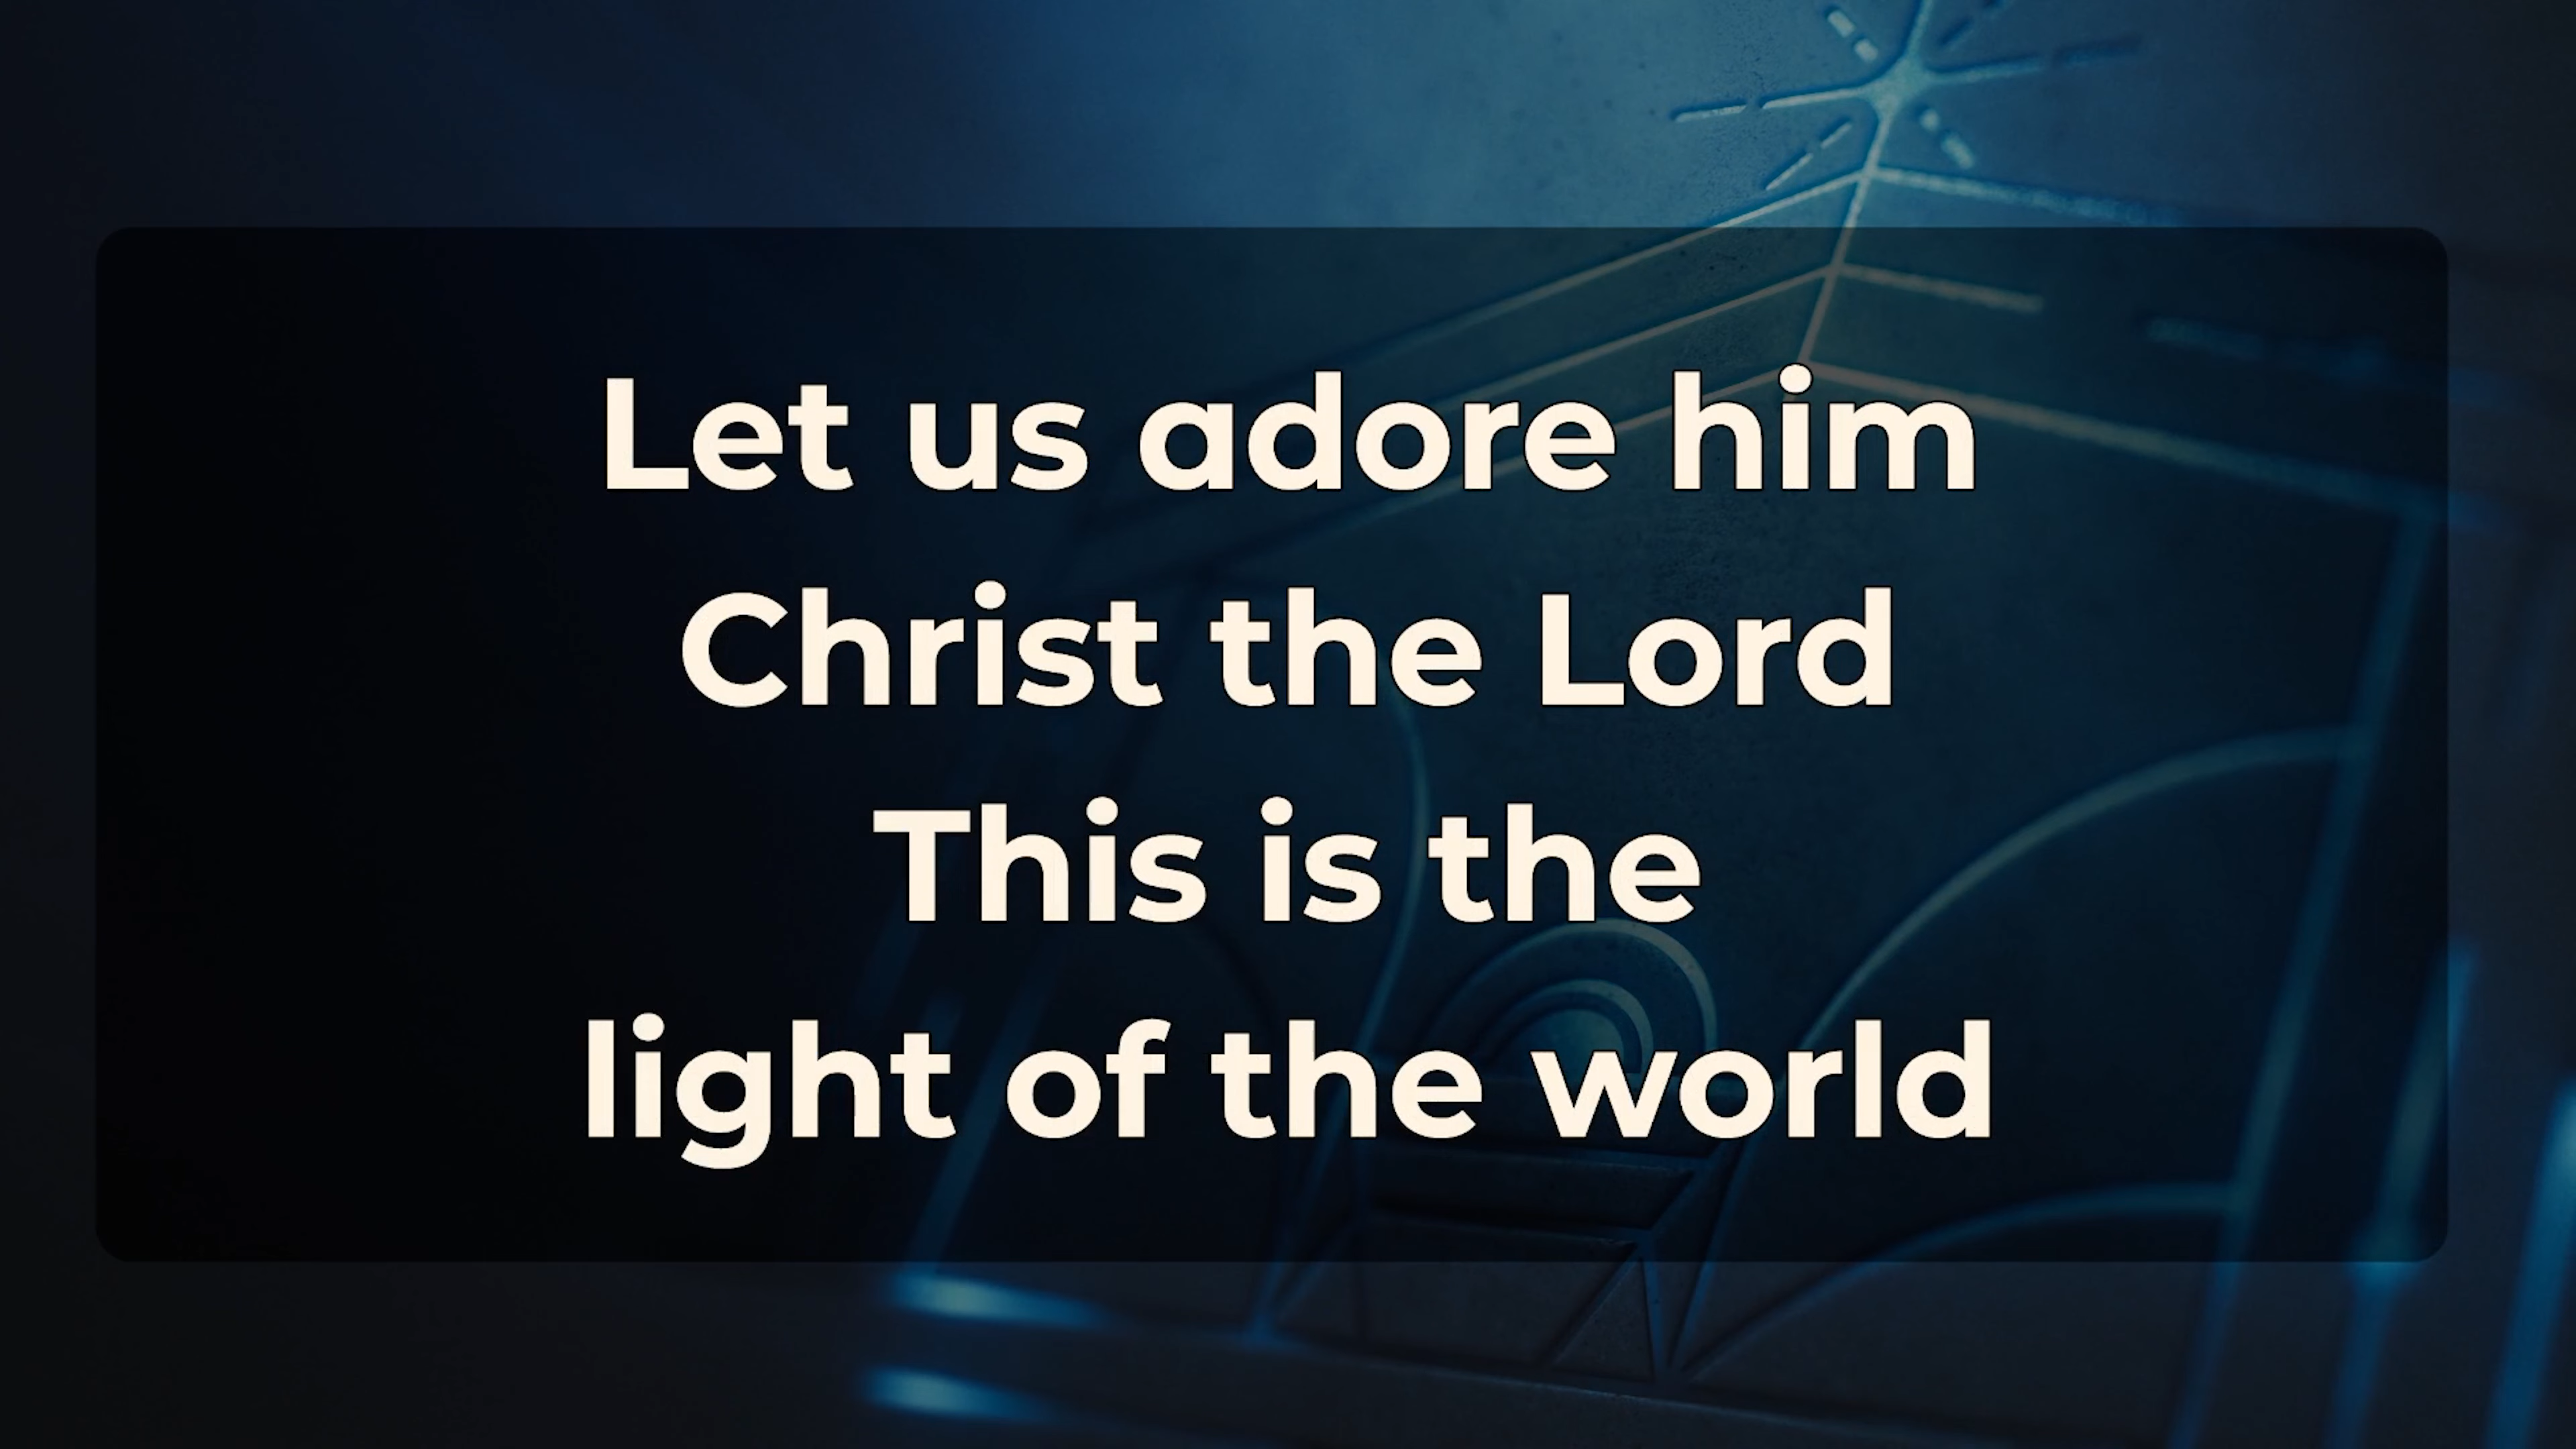 Let us adore him
Christ the Lord
This is the
light of the world